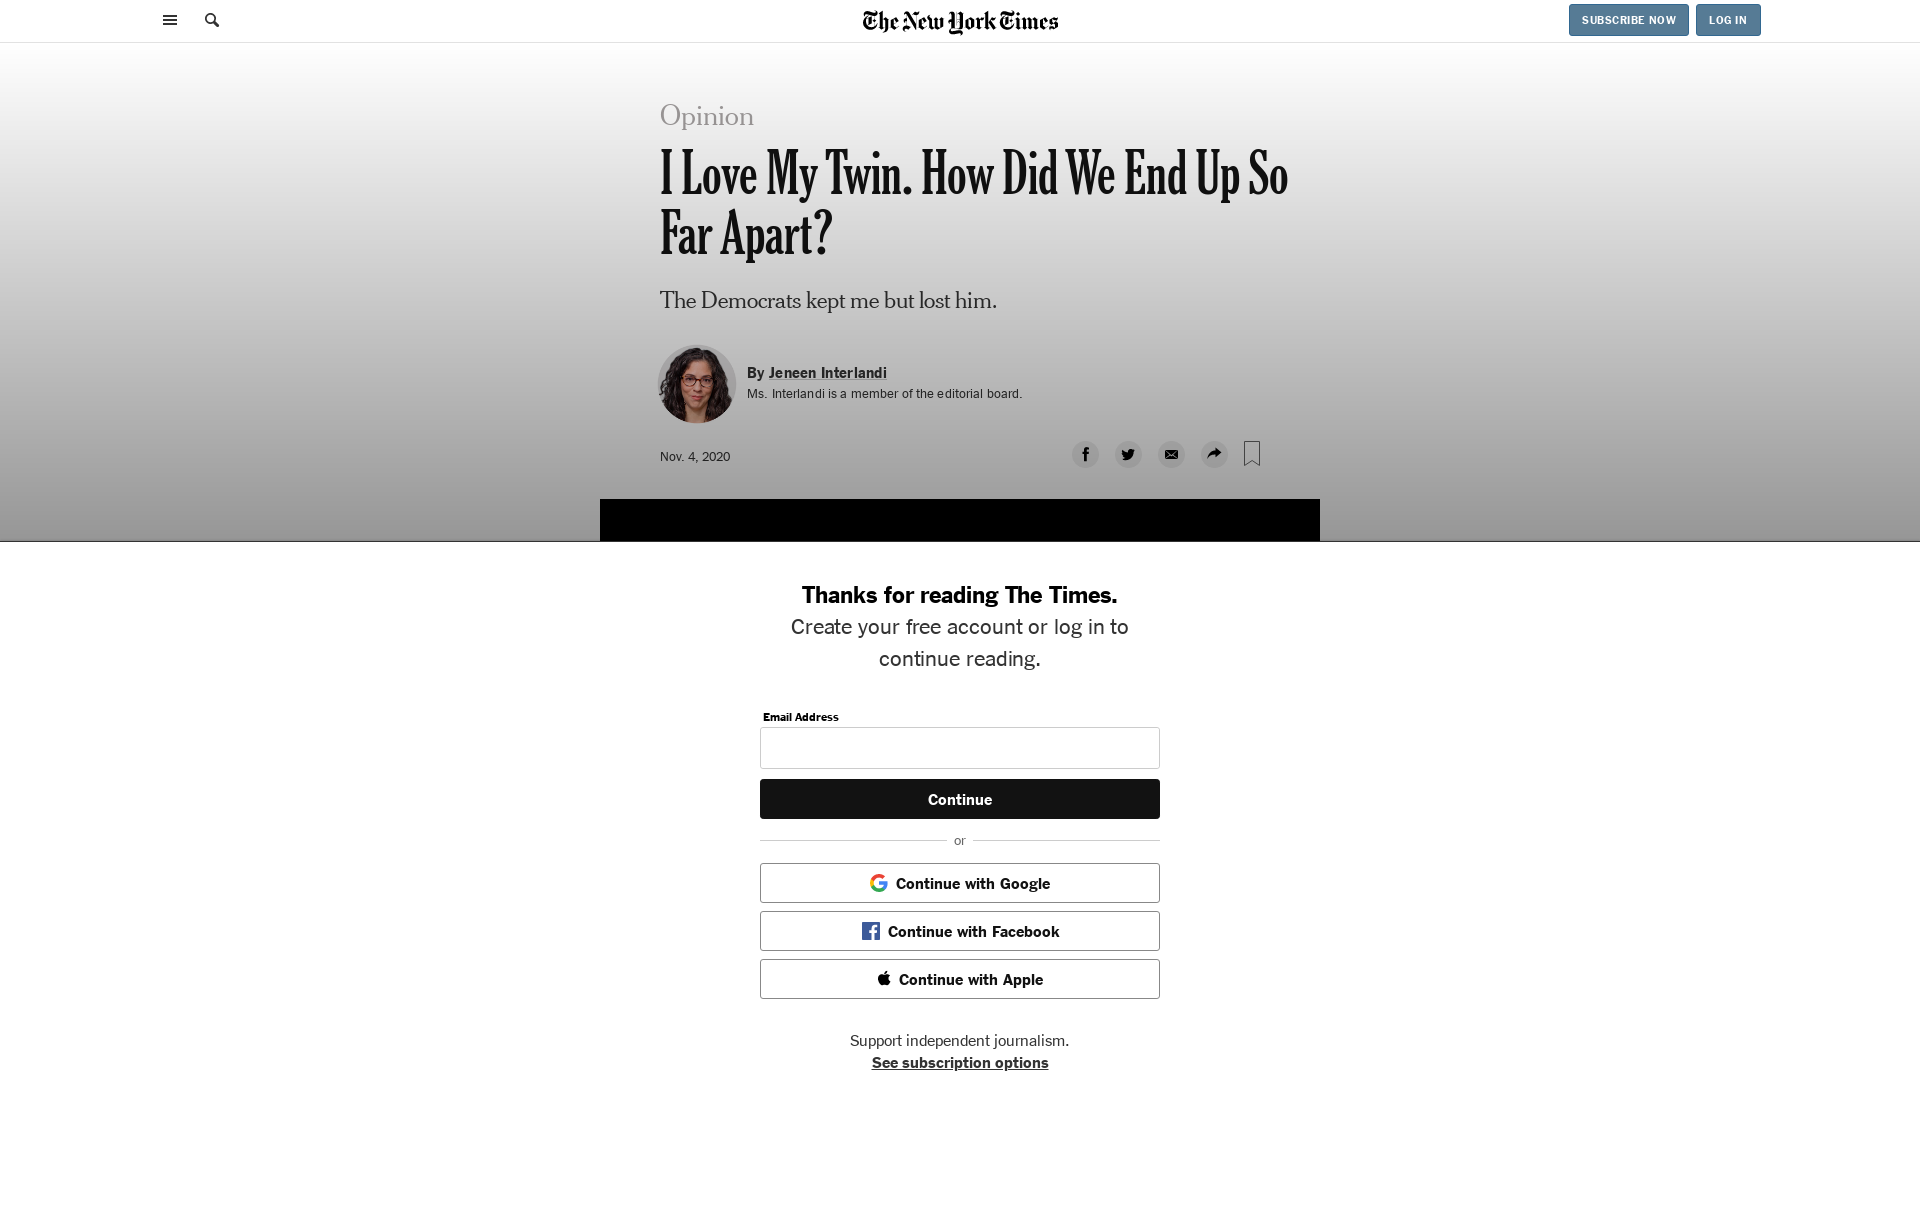 The New York Times
SUBSCRIBE NOW
LOG IN
Opinion
I Love My Twin. How Did We End Up So
Far Apart?
The Democrats kept me but lost him.
By Jeneen Interlandi
Ms. Interlandi is a member of the editorial board.
Nov. 4, 2020
Thanks for reading The Times.
Create your free account or log in to
continue reading.
Email Address
Continue
or
Continue with Google
Continue with Facebook
Continue with Apple
Support independent journalism.
See subscription options